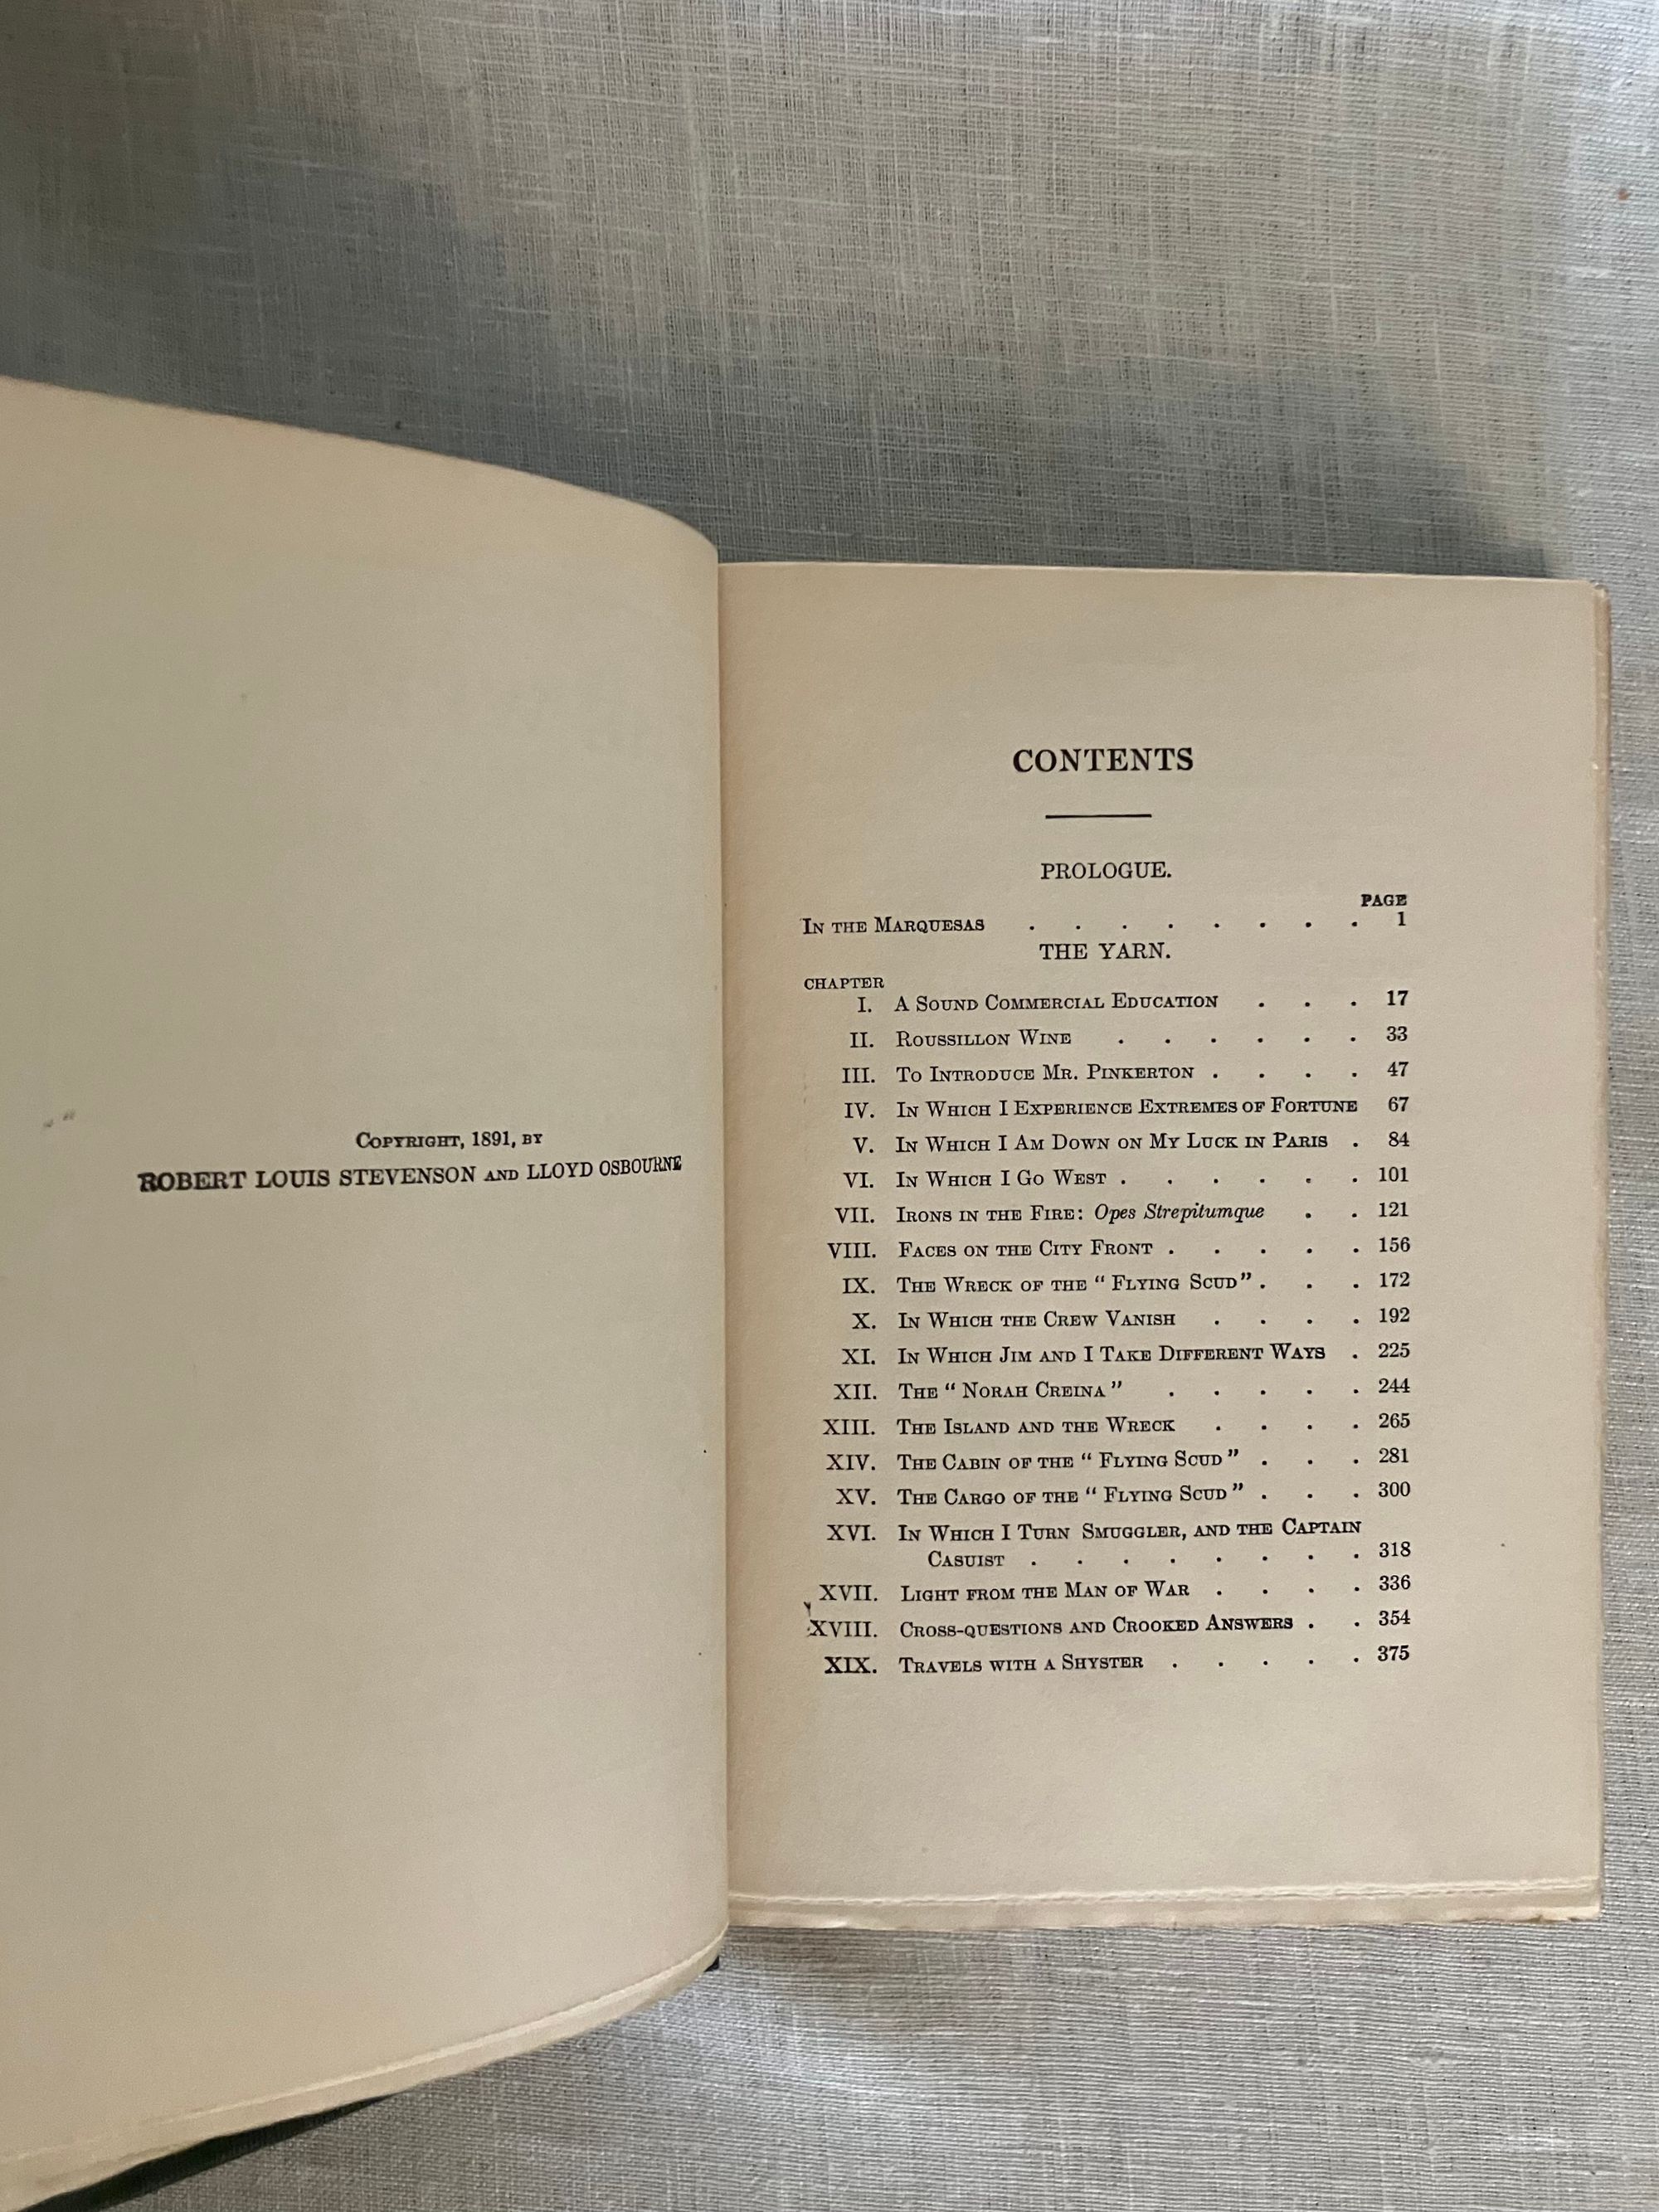 Copyright, 1891, by
ROBERT LOUIS STEVENSON and LLOYD OSBOURNE
CONTENTS
PROLOGUE.
PAGE
In the Marquesas . . . . . . . . 1
THE YARN.
CHAPTER
I. A Sound Commercial Education . . . 17
II. Roussillon Wine . . . . . . 33
III. To Introduce Mr. Pinkerton . . . . 47
IV. In Which I Experience Extremes of Fortune 67
V. In Which I Am Down on My Luck in Paris . 84
VI. In Which I Go West . . . . . . 101
VII. Irons in the Fire: Opes Strepitumque . . 121
VIII. Faces on the City Front . . . . . 156
IX. The Wreck of the “Flying Scud” . . . 172
X. In Which the Crew Vanish . . . . 192
XI. In Which Jim and I Take Different Ways . 225
XII. The “Norah Creina” . . . . . 244
XIII. The Island and the Wreck . . . . 265
XIV. The Cabin of the “Flying Scud” . . . 281
XV. The Cargo of the “Flying Scud” . . . 300
XVI. In Which I Turn Smuggler, and the Captain
Casuist . . . . . . . . 318
XVII. Light from the Man of War . . . . 336
XVIII. Cross-questions and Crooked Answers . . 354
XIX. Travels with a Shyster . . . . . 375